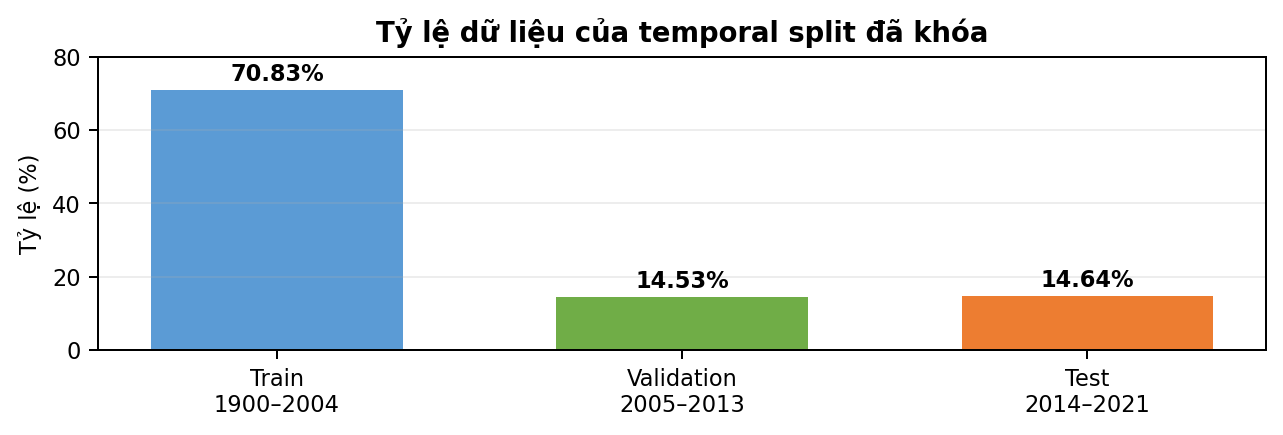 Tỷ lệ dữ liệu của temporal split đã khóa
Tỷ lệ (%)
80
60
40
20
0
70.83%
14.53%
14.64%
Train
1900–2004
Validation
2005–2013
Test
2014–2021